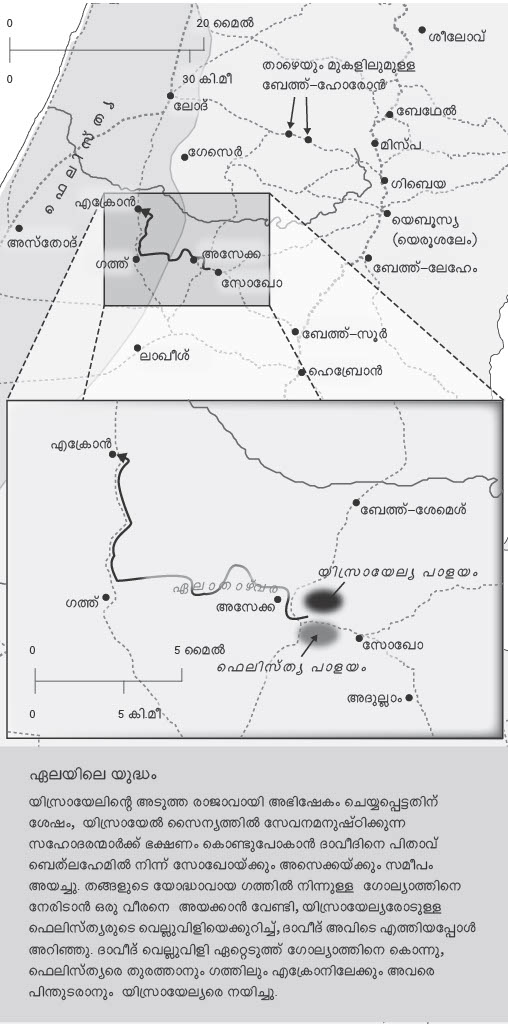 0 20 മൈൽ
0 30 കി.മീ
ശീലോവ്
താഴെയും മുകളിലുമുള്ള
ബേത്ത്-ഹോരോൻ
ലോദ്
ബേഥേൽ
മിസ്പ
ഗേസെർ
ഫെലിസ്ത്യ
ഗിബെയ
എക്രൊൻ
യെബൂസ്യ
(യെരൂശലേം)
അസ്തോദ്
ഗത്ത്
അസേക്ക
ബേത്ത്-ലേഹേം
സോഖോ
ബേത്ത്-സൂർ
ലാഖീശ്
ഹെബ്രോൻ
എക്രൊൻ
ബേത്ത്-ശേമെശ്
ഏലാതാഴ്വര
യിസ്രായേല്യ പാളയം
ഗത്ത്
അസേക്ക
സോഖോ
0 5 മൈൽ
ഫെലിസ്ത്യ പാളയം
അദുല്ലാം
0 5 കി.മീ
ഏലയിലെ യുദ്ധം
യിസ്രായേലിന്റെ അടുത്ത രാജാവായി അഭിഷേകം ചെയ്യപ്പെട്ടതിന്
ശേഷം, യിസ്രായേൽ സൈന്യത്തിൽ സേവനമനുഷ്ഠിക്കുന്ന
സഹോദരന്മാർക്ക് ഭക്ഷണം കൊണ്ടുപോകാൻ ദാവീദിനെ പിതാവ്
ബെത്‌ലഹേമിൽ നിന്ന് സോഖോയ്ക്കും അസെക്കയ്ക്കും സമീപം
അയച്ചു. തങ്ങളുടെ യോദ്ധാവായ ഗത്തിൽ നിന്നുള്ള ഗോല്യാത്തിനെ
നേരിടാൻ ഒരു വീരനെ അയക്കാൻ വേണ്ടി, യിസ്രായേല്യരോടുള്ള
ഫെലിസ്ത്യരുടെ വെല്ലുവിളിയെക്കുറിച്ച്, ദാവീദ് അവിടെ എത്തിയപ്പോൾ
അറിഞ്ഞു. ദാവീദ് വെല്ലുവിളി ഏറ്റെടുത്ത് ഗോല്യാത്തിനെ കൊന്നു,
ഫെലിസ്ത്യരെ തുരത്താനും ഗത്തിലും എക്രോനിലേക്കും അവരെ
പിന്തുടരാനും യിസ്രായേല്യരെ നയിച്ചു.